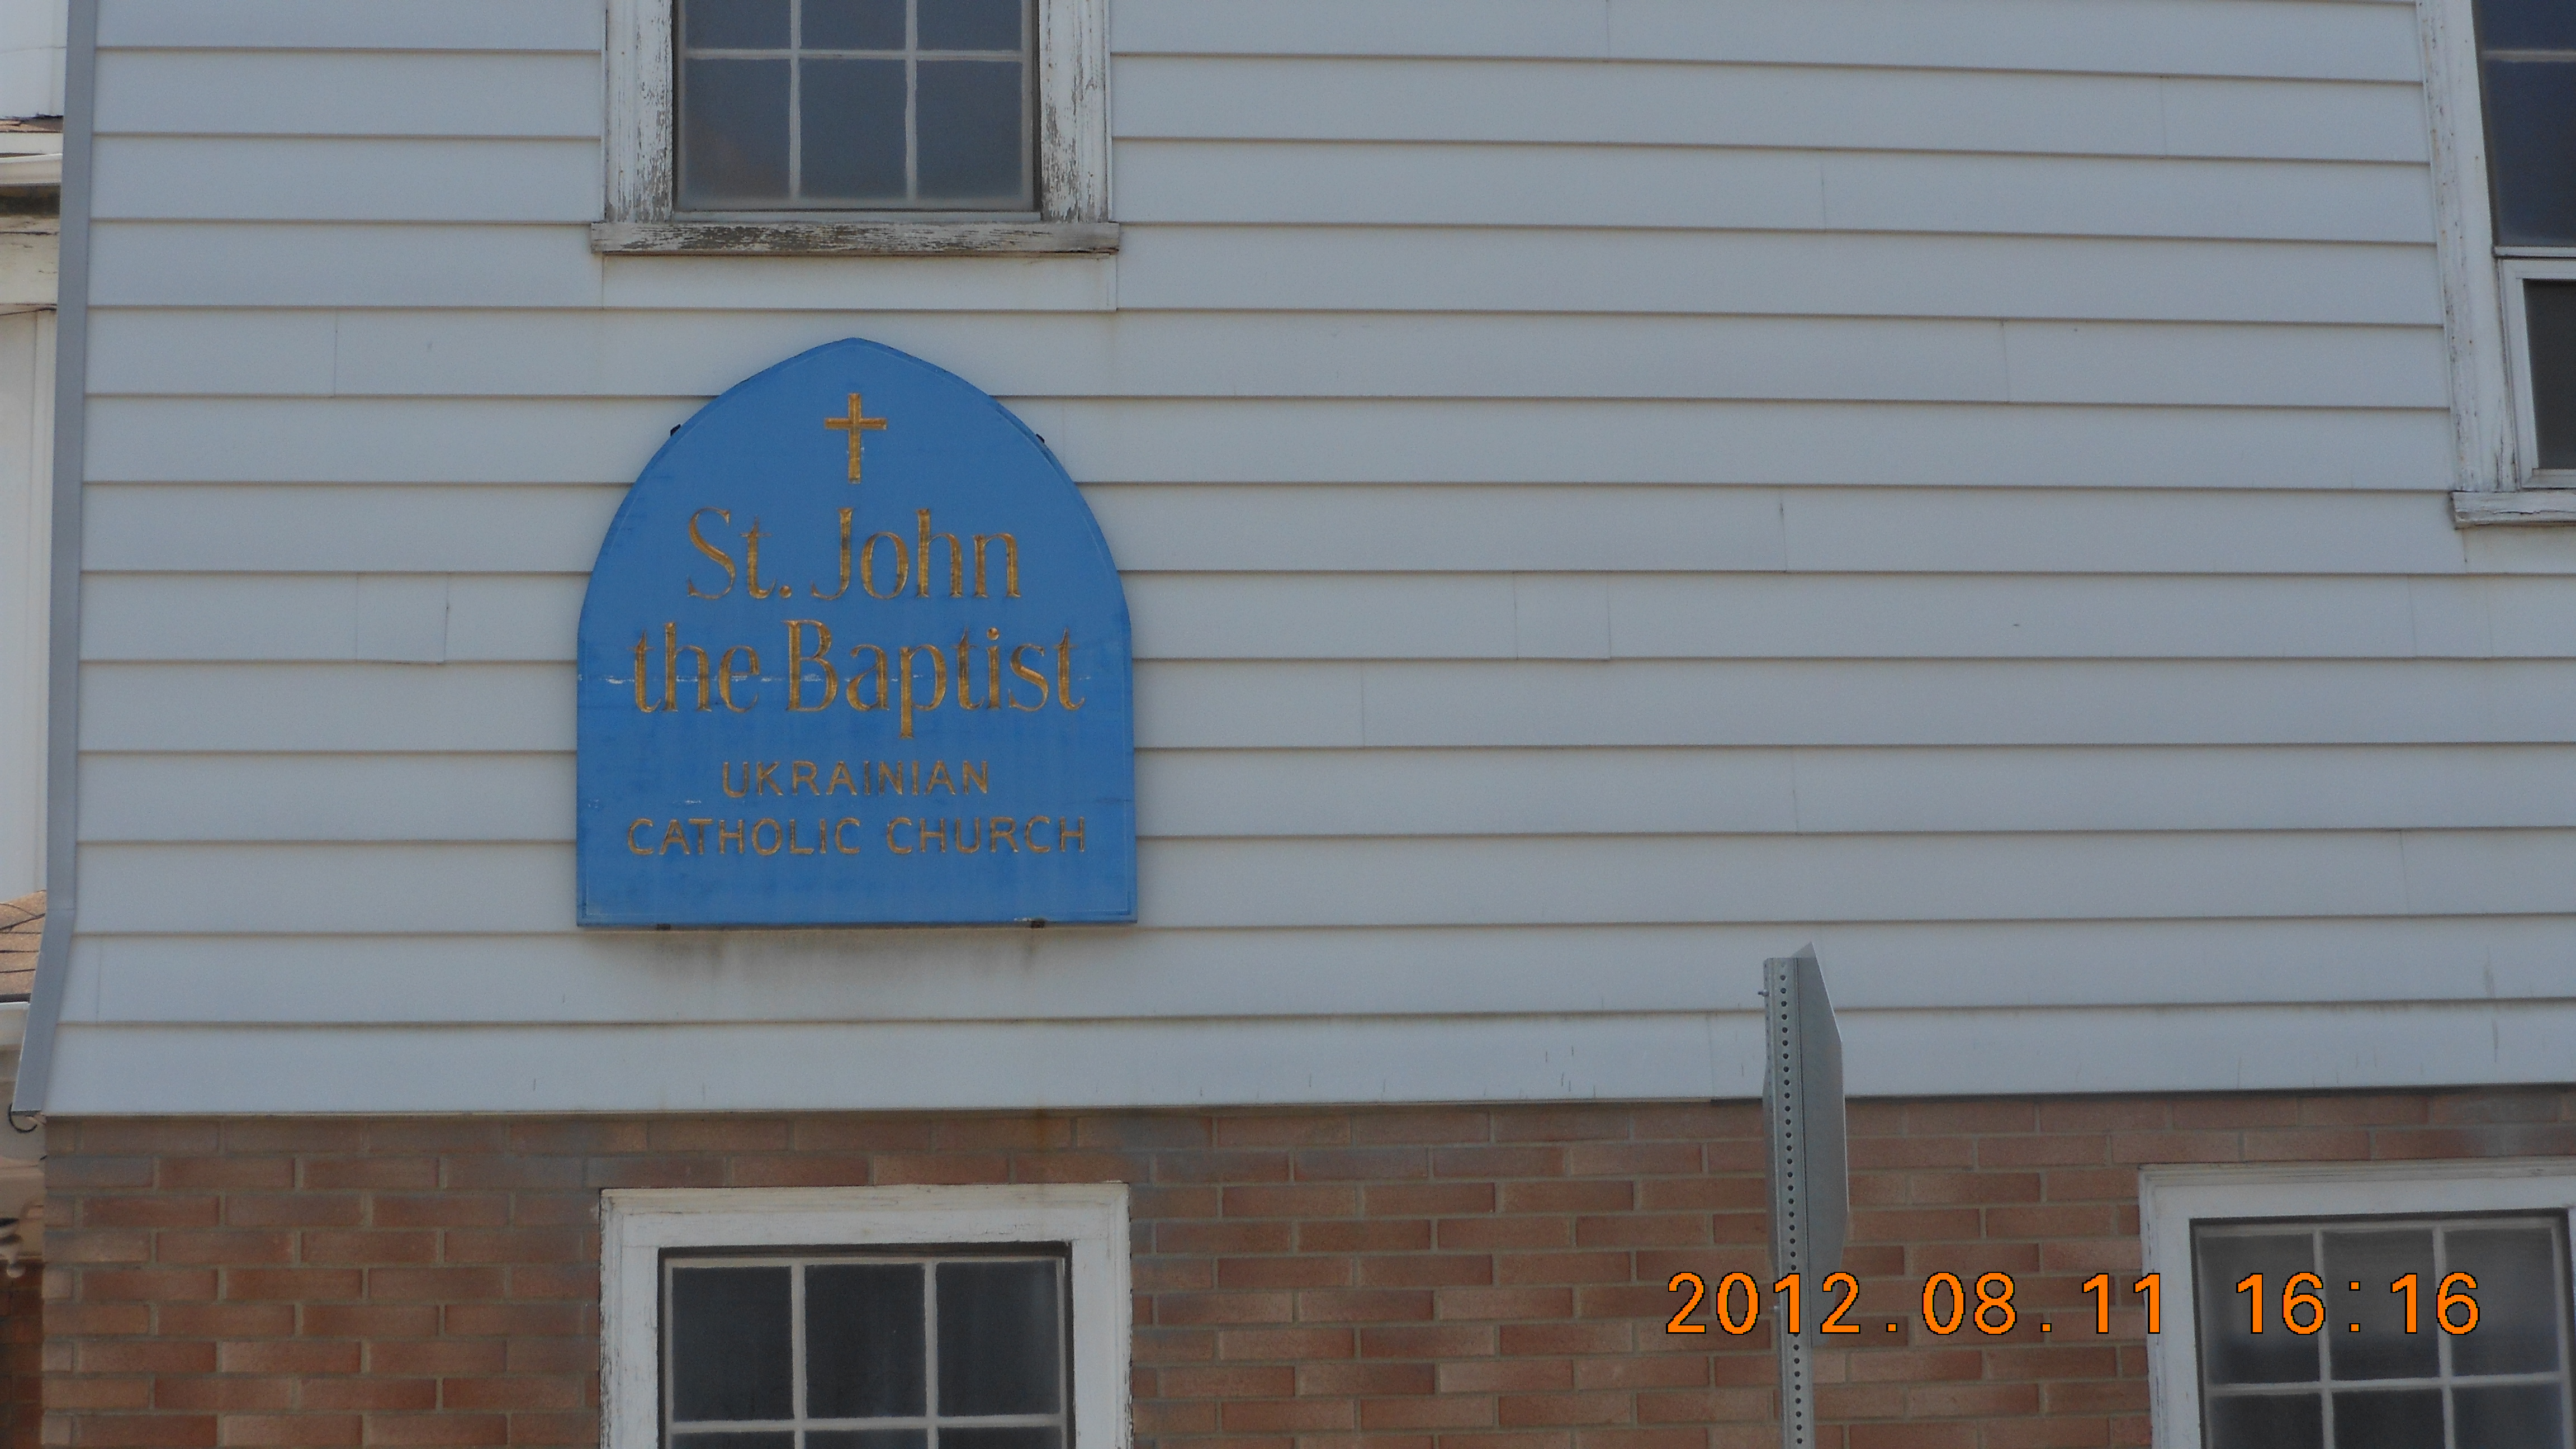 St. John
the Baptist
UKRAINIAN
CATHOLIC CHURCH
2012.08.11 16:16